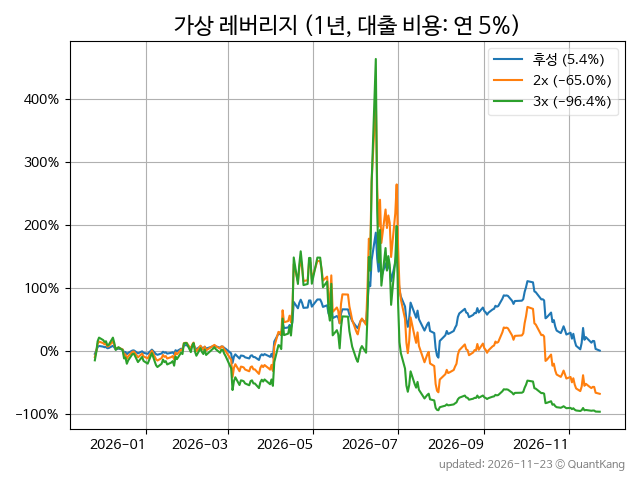 가상 레버리지 (1년, 대출 비용: 연 5%)
후성 (5.4%)
2x (-65.0%)
3x (-96.4%)
400%
300%
200%
100%
0%
-100%
2026-01 2026-03 2026-05 2026-07 2026-09 2026-11
updated: 2026-11-23 © QuantKang